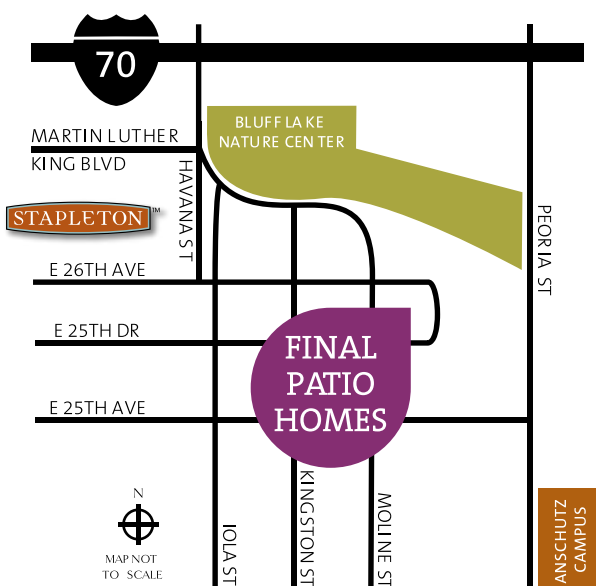 70
BLUFF LAKE
NATURE CENTER
MARTIN LUTHER
KING BLVD
HAVANA ST
STAPLETON™
PEORIA ST
E 26TH AVE
E 25TH DR
FINAL
PATIO
HOMES
E 25TH AVE
KINGSTON ST
MOLINE ST
IOLA ST
N
MAP NOT
TO SCALE
ANSCHUTZ
CAMPUS